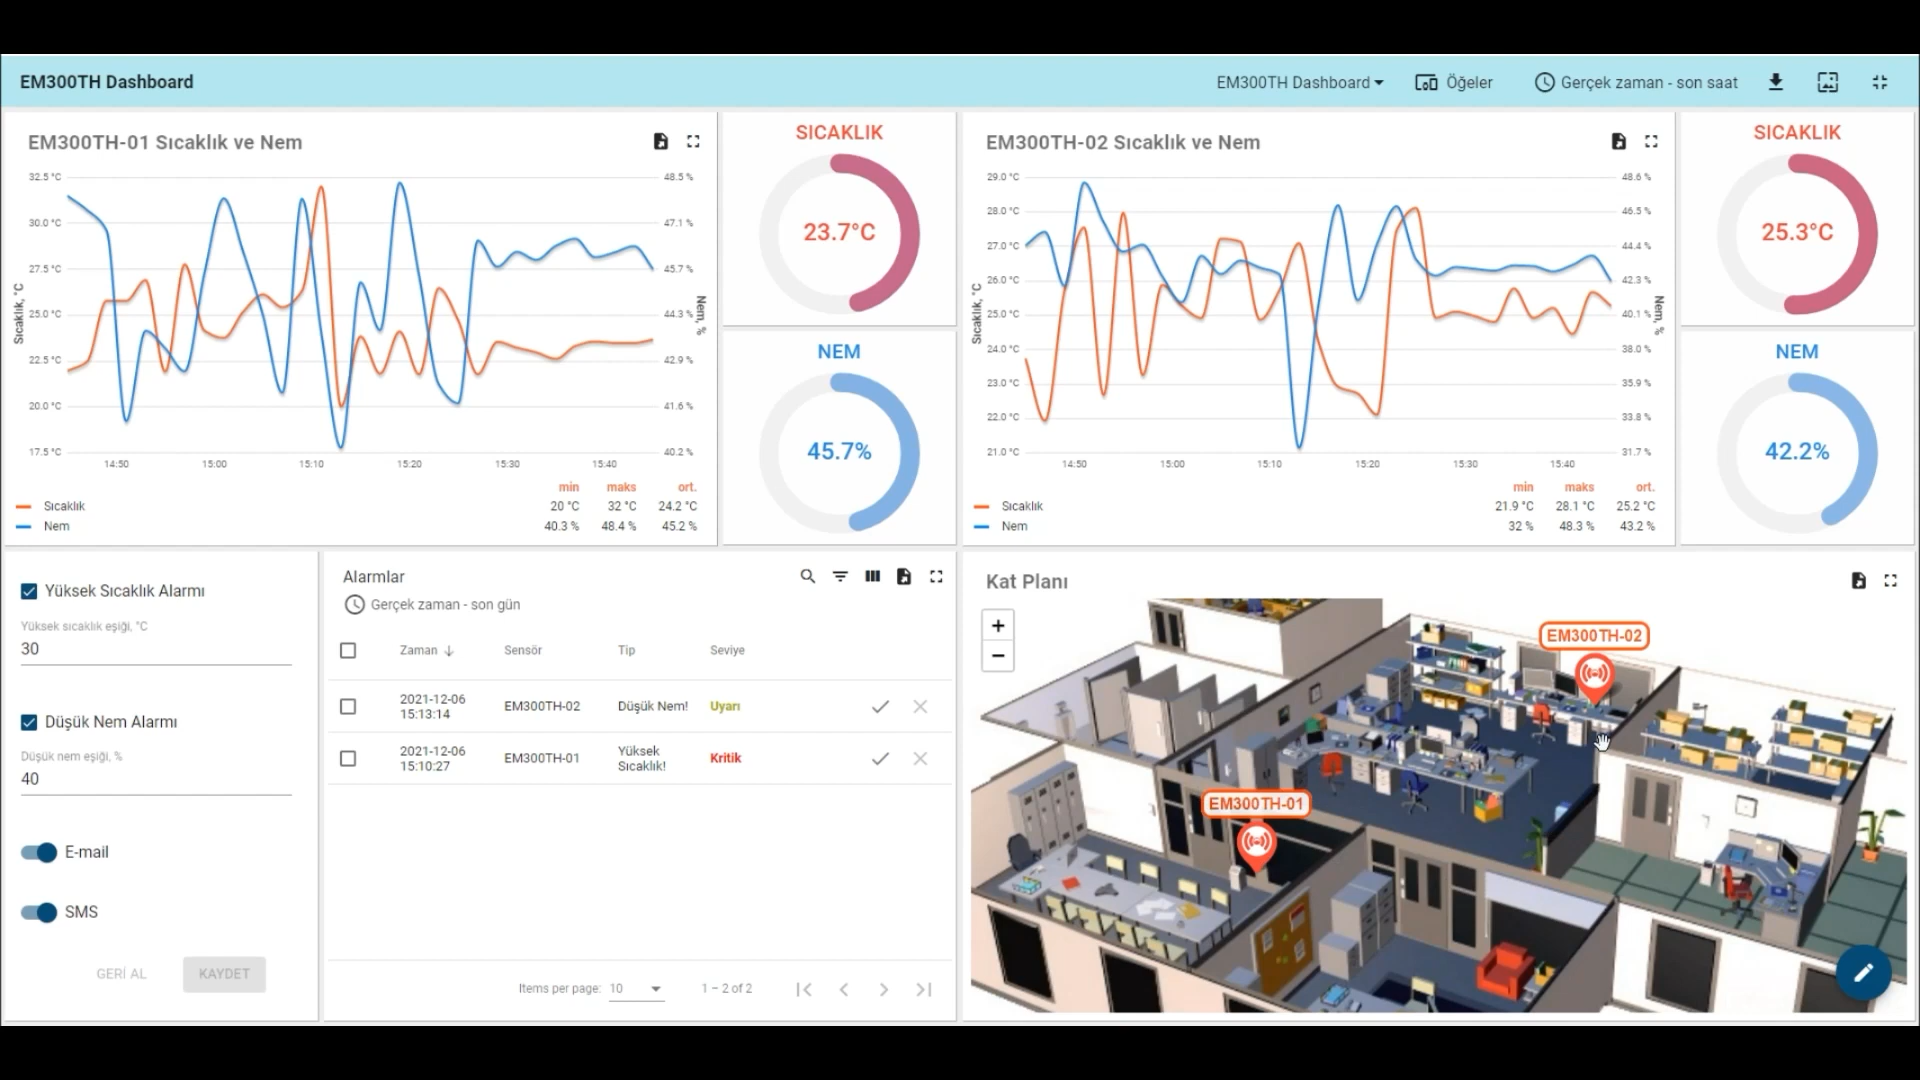 EM300TH Dashboard
EM300TH Dashboard
Öğeler
Gerçek zaman - son saat
EM300TH-01 Sıcaklık ve Nem
32.5 °C
30.0 °C
27.5 °C
25.0 °C
22.5 °C
20.0 °C
17.5 °C
Sıcaklık, °C
48.5 %
47.1 %
45.7 %
44.3 %
42.9 %
41.6 %
40.2 %
Nem, %
14:50 15:00 15:10 15:20 15:30 15:40
min maks ort.
Sıcaklık 20 °C 32 °C 24.2 °C
Nem 40.3 % 48.4 % 45.2 %
SICAKLIK
23.7°C
NEM
45.7%
EM300TH-02 Sıcaklık ve Nem
29.0 °C
28.0 °C
27.0 °C
26.0 °C
25.0 °C
24.0 °C
23.0 °C
22.0 °C
21.0 °C
Sıcaklık, °C
48.6 %
46.5 %
44.4 %
42.3 %
40.1 %
38.0 %
35.9 %
33.8 %
31.7 %
Nem, %
14:50 15:00 15:10 15:20 15:30 15:40
min maks ort.
Sıcaklık 21.9 °C 28.1 °C 25.2 °C
Nem 32 % 48.3 % 43.2 %
SICAKLIK
25.3°C
NEM
42.2%
Yüksek Sıcaklık Alarmı
Yüksek sıcaklık eşiği, °C
30
Düşük Nem Alarmı
Düşük nem eşiği, %
40
E-mail
SMS
GERİ AL KAYDET
Alarmlar
Gerçek zaman - son gün
Zaman Sensör Tip Seviye
2021-12-06
15:13:14
EM300TH-02
Düşük Nem!
Uyarı
2021-12-06
15:10:27
EM300TH-01
Yüksek
Sıcaklık!
Kritik
Items per page: 10 1 – 2 of 2
Kat Planı
+
−
EM300TH-02
EM300TH-01